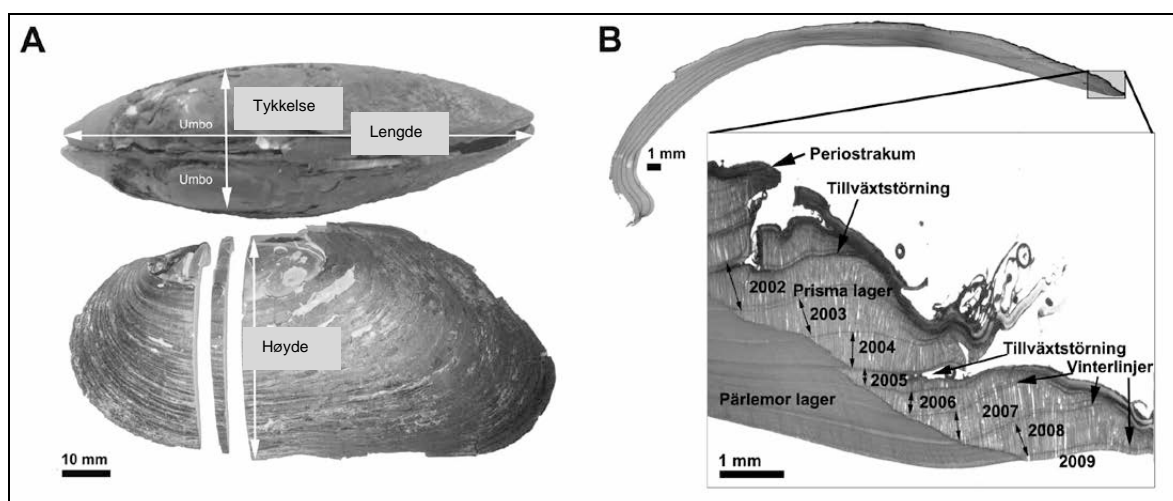 A
Umbo
Tykkelse
Lengde
Umbo
Høyde
10 mm
B
1 mm
Periostrakum
Tillväxtstörning
2002
Prisma lager
2003
2004
Tillväxtstörning
2005
Vinterlinjer
2006
Pärlemor lager
2007
2008
2009
1 mm